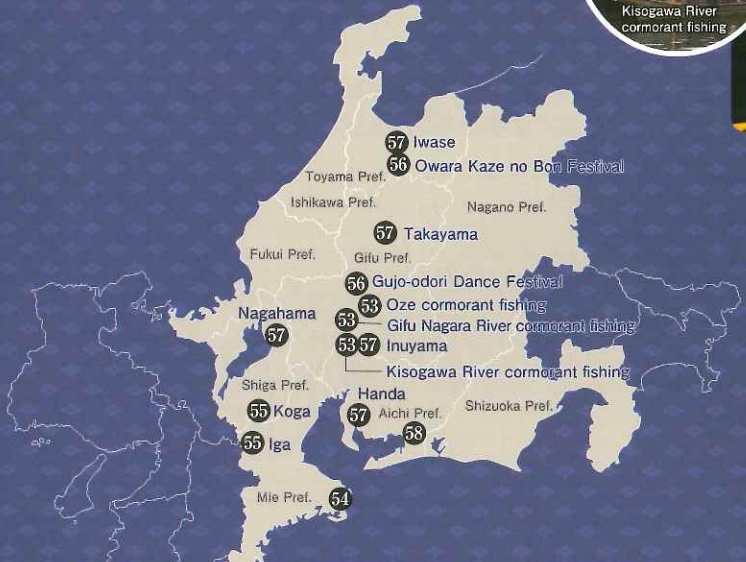 Kisogawa River
cormorant fishing
57 Iwase
56 Owara Kaze no Bon Festival
Toyama Pref.
Ishikawa Pref.
Nagano Pref.
57 Takayama
Fukui Pref.
Gifu Pref.
56 Gujo-odori Dance Festival
53 Oze cormorant fishing
Nagahama
57
53 Gifu Nagara River cormorant fishing
53 57 Inuyama
Kisogawa River cormorant fishing
Shiga Pref.
Handa
57
Aichi Pref.
Shizuoka Pref.
55 Koga
58
55 Iga
Mie Pref.
54